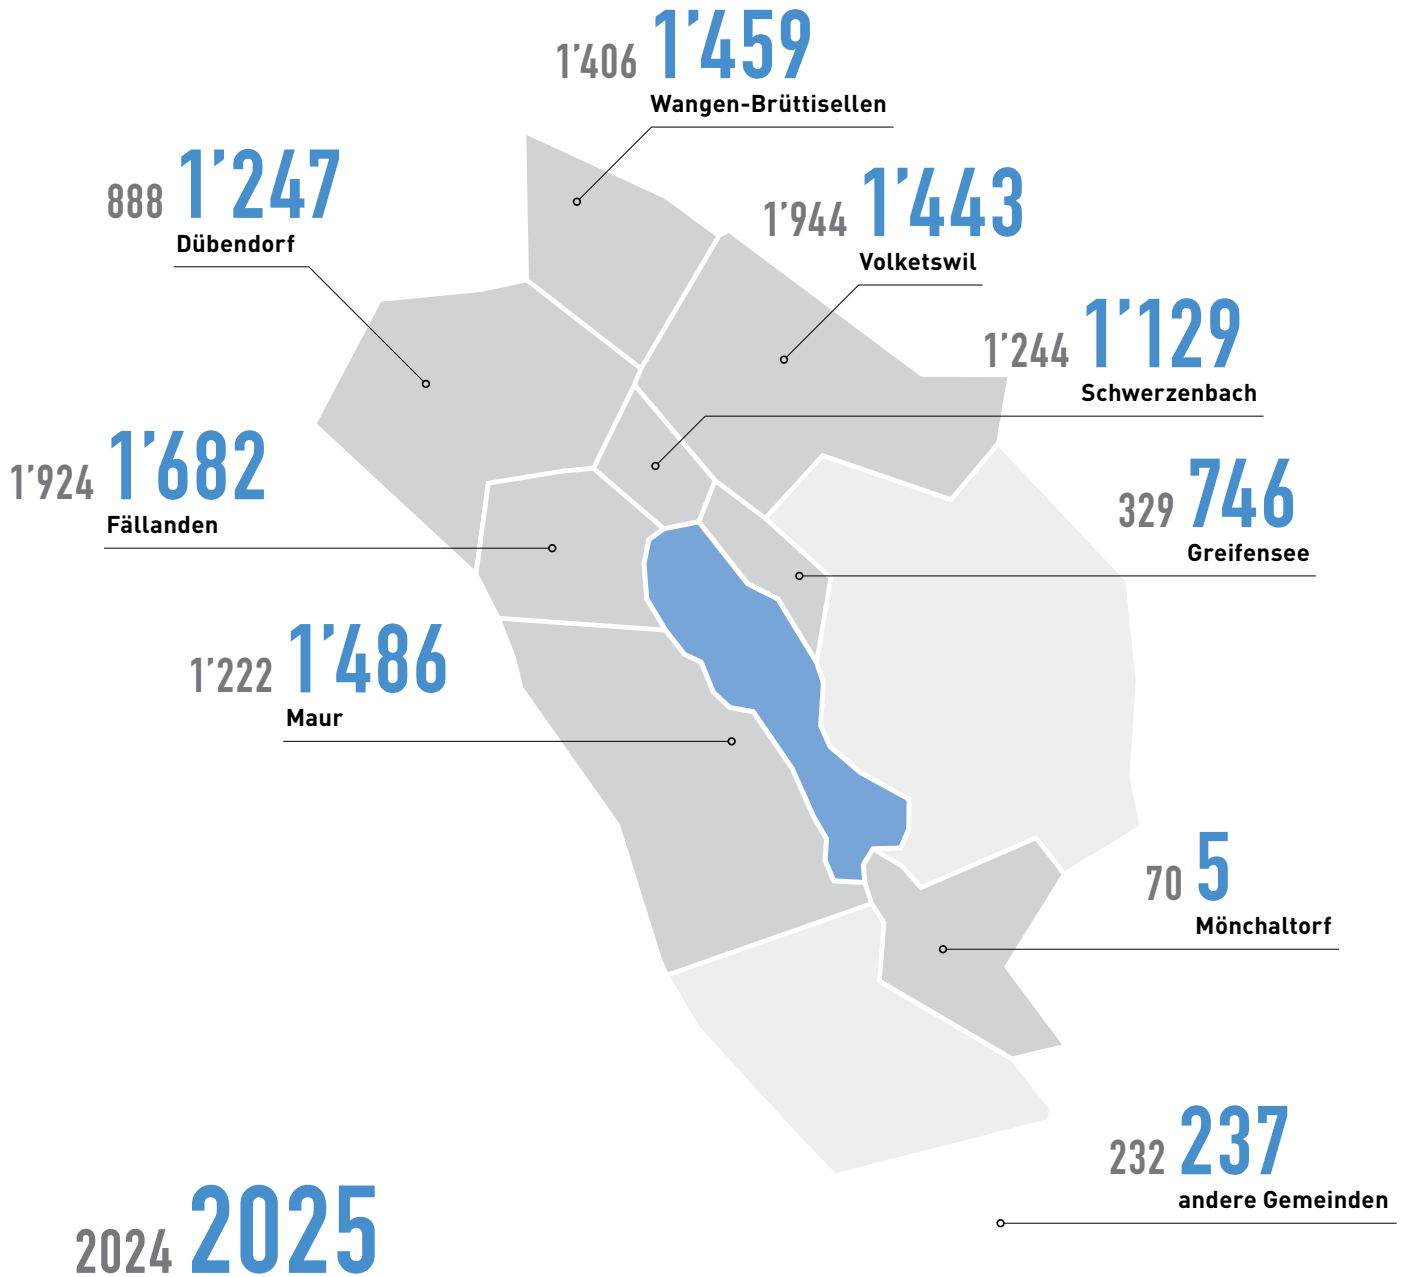 1’406 1’459
Wangen-Brüttisellen
888 1’247
Dübendorf
1’944 1’443
Volketswil
1’244 1’129
Schwerzenbach
1’924 1’682
Fällanden
329 746
Greifensee
1’222 1’486
Maur
70 5
Mönchaltorf
232 237
andere Gemeinden
2024 2025